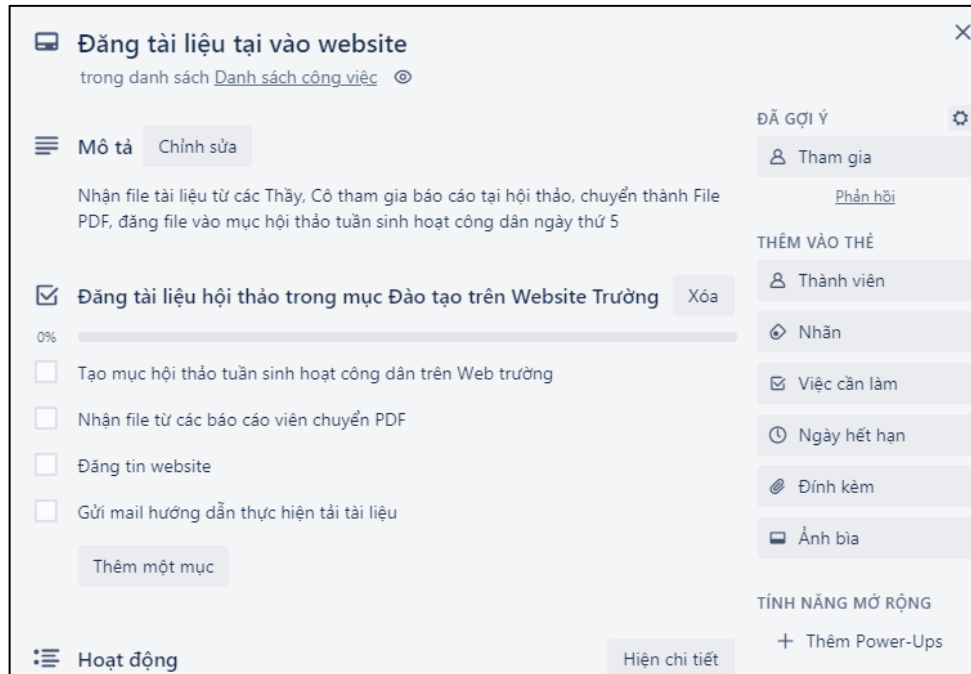 Đăng tài liệu tại vào website
trong danh sách Danh sách công việc
Mô tả Chỉnh sửa
Nhận file tài liệu từ các Thầy, Cô tham gia báo cáo tại hội thảo, chuyển thành File
PDF, đăng file vào mục hội thảo tuần sinh hoạt công dân ngày thứ 5
Đăng tài liệu hội thảo trong mục Đào tạo trên Website Trường Xóa
0%
Tạo mục hội thảo tuần sinh hoạt công dân trên Web trường
Nhận file từ các báo cáo viên chuyển PDF
Đăng tin website
Gửi mail hướng dẫn thực hiện tải tài liệu
Thêm một mục
Hoạt động Hiện chi tiết
ĐÃ GỢI Ý
Tham gia
Phản hồi
THÊM VÀO THẺ
Thành viên
Nhãn
Việc cần làm
Ngày hết hạn
Đính kèm
Ảnh bìa
TÍNH NĂNG MỞ RỘNG
+ Thêm Power-Ups